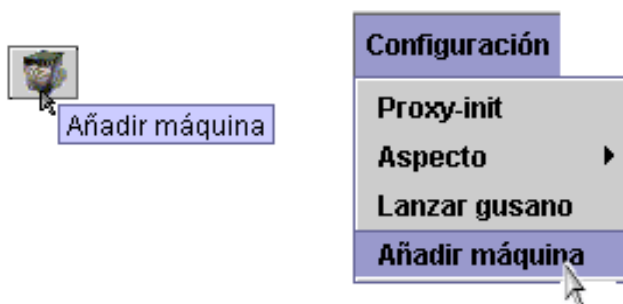 Añadir máquina
Configuración
Proxy-init
Aspecto
Lanzar gusano
Añadir máquina